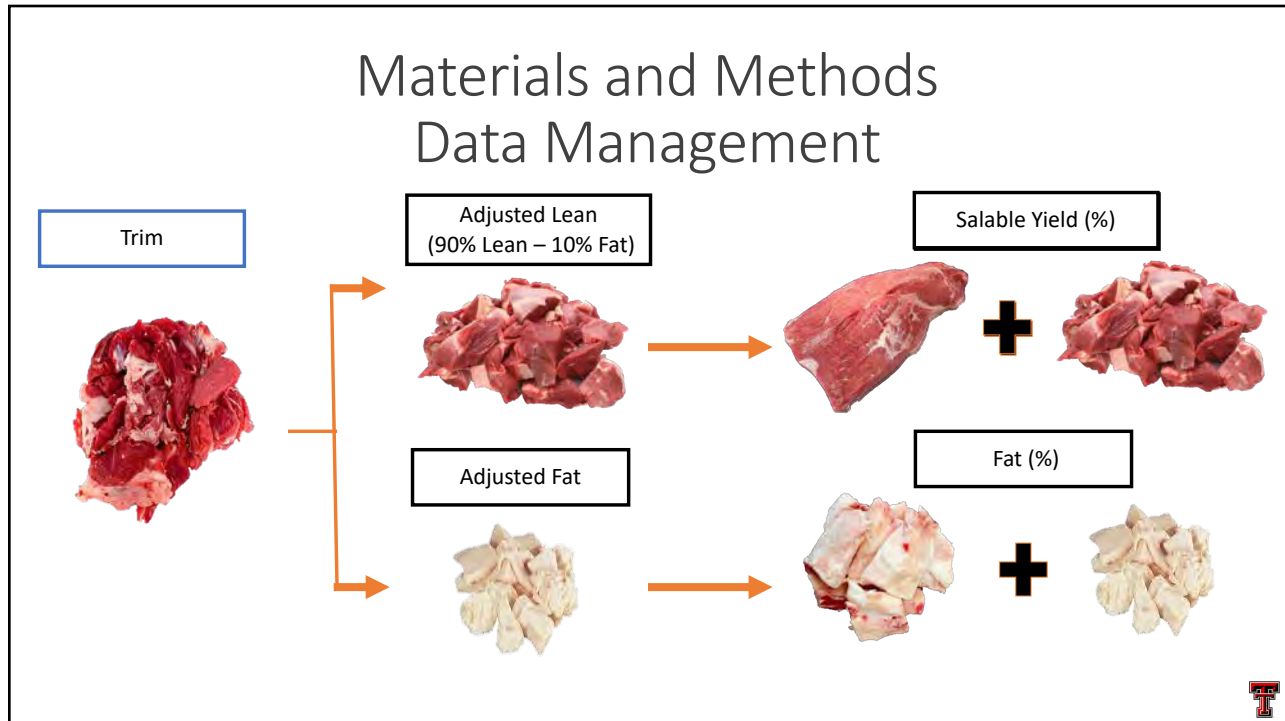 Materials and Methods
Data Management
Trim
Adjusted Lean
(90% Lean – 10% Fat)
Salable Yield (%)
Adjusted Fat
Fat (%)